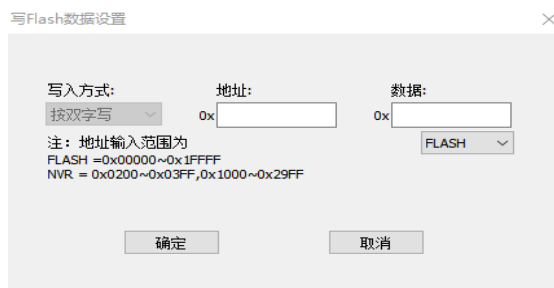 写Flash数据设置
写入方式: 地址: 数据:
按双字写 0x 0x
注：地址输入范围为 FLASH
FLASH =0x00000~0x1FFFF
NVR = 0x0200~0x03FF,0x1000~0x29FF
确定 取消